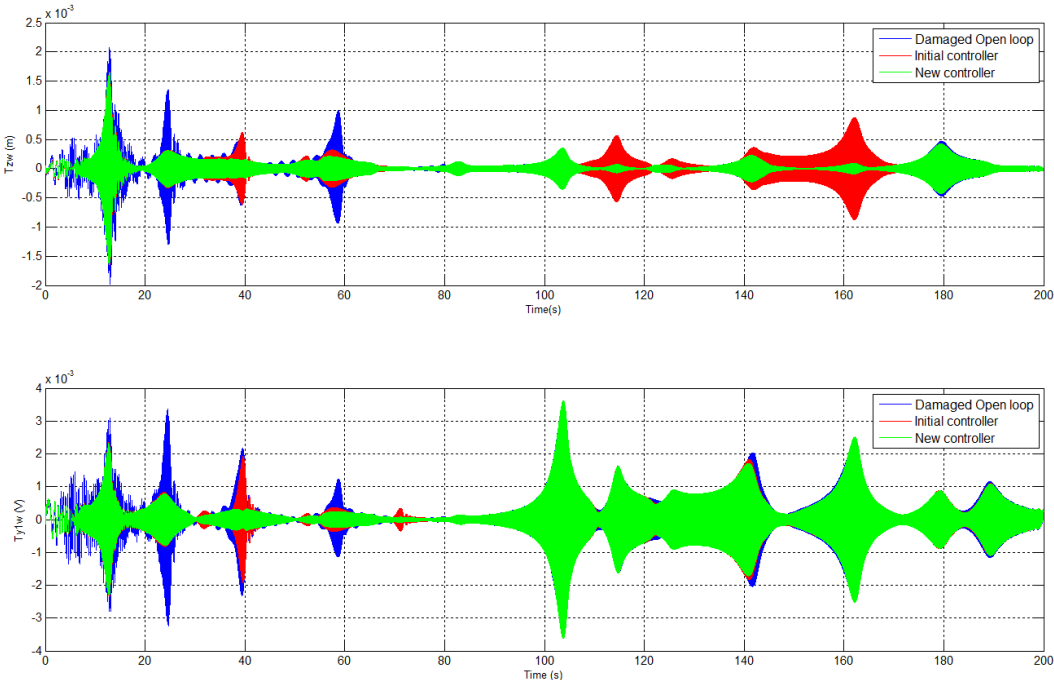 x 10⁻³
2.5
2
1.5
1
0.5
0
-0.5
-1
-1.5
-2
Tzw (m)
0 20 40 60 80 100 120 140 160 180 200
Time(s)
Damaged Open loop
Initial controller
New controller
x 10⁻³
4
3
2
1
0
-1
-2
-3
-4
Ty1w (V)
0 20 40 60 80 100 120 140 160 180 200
Time (s)
Damaged Open loop
Initial controller
New controller